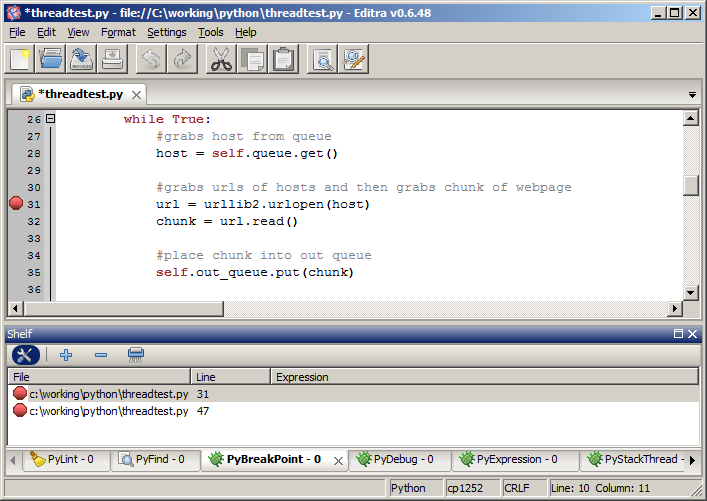 *threadtest.py - file://C:\working\python\threadtest.py - Editra v0.6.48
File Edit View Format Settings Tools Help
*threadtest.py
26 while True:
27 #grabs host from queue
28 host = self.queue.get()
29
30 #grabs urls of hosts and then grabs chunk of webpage
31 url = urllib2.urlopen(host)
32 chunk = url.read()
33
34 #place chunk into out queue
35 self.out_queue.put(chunk)
36
Shelf
File Line Expression
c:\working\python\threadtest.py 31
c:\working\python\threadtest.py 47
PyLint - 0 PyFind - 0 PyBreakPoint - 0 PyDebug - 0 PyExpression - 0 PyStackThread - 0
Python cp1252 CRLF Line: 10 Column: 11